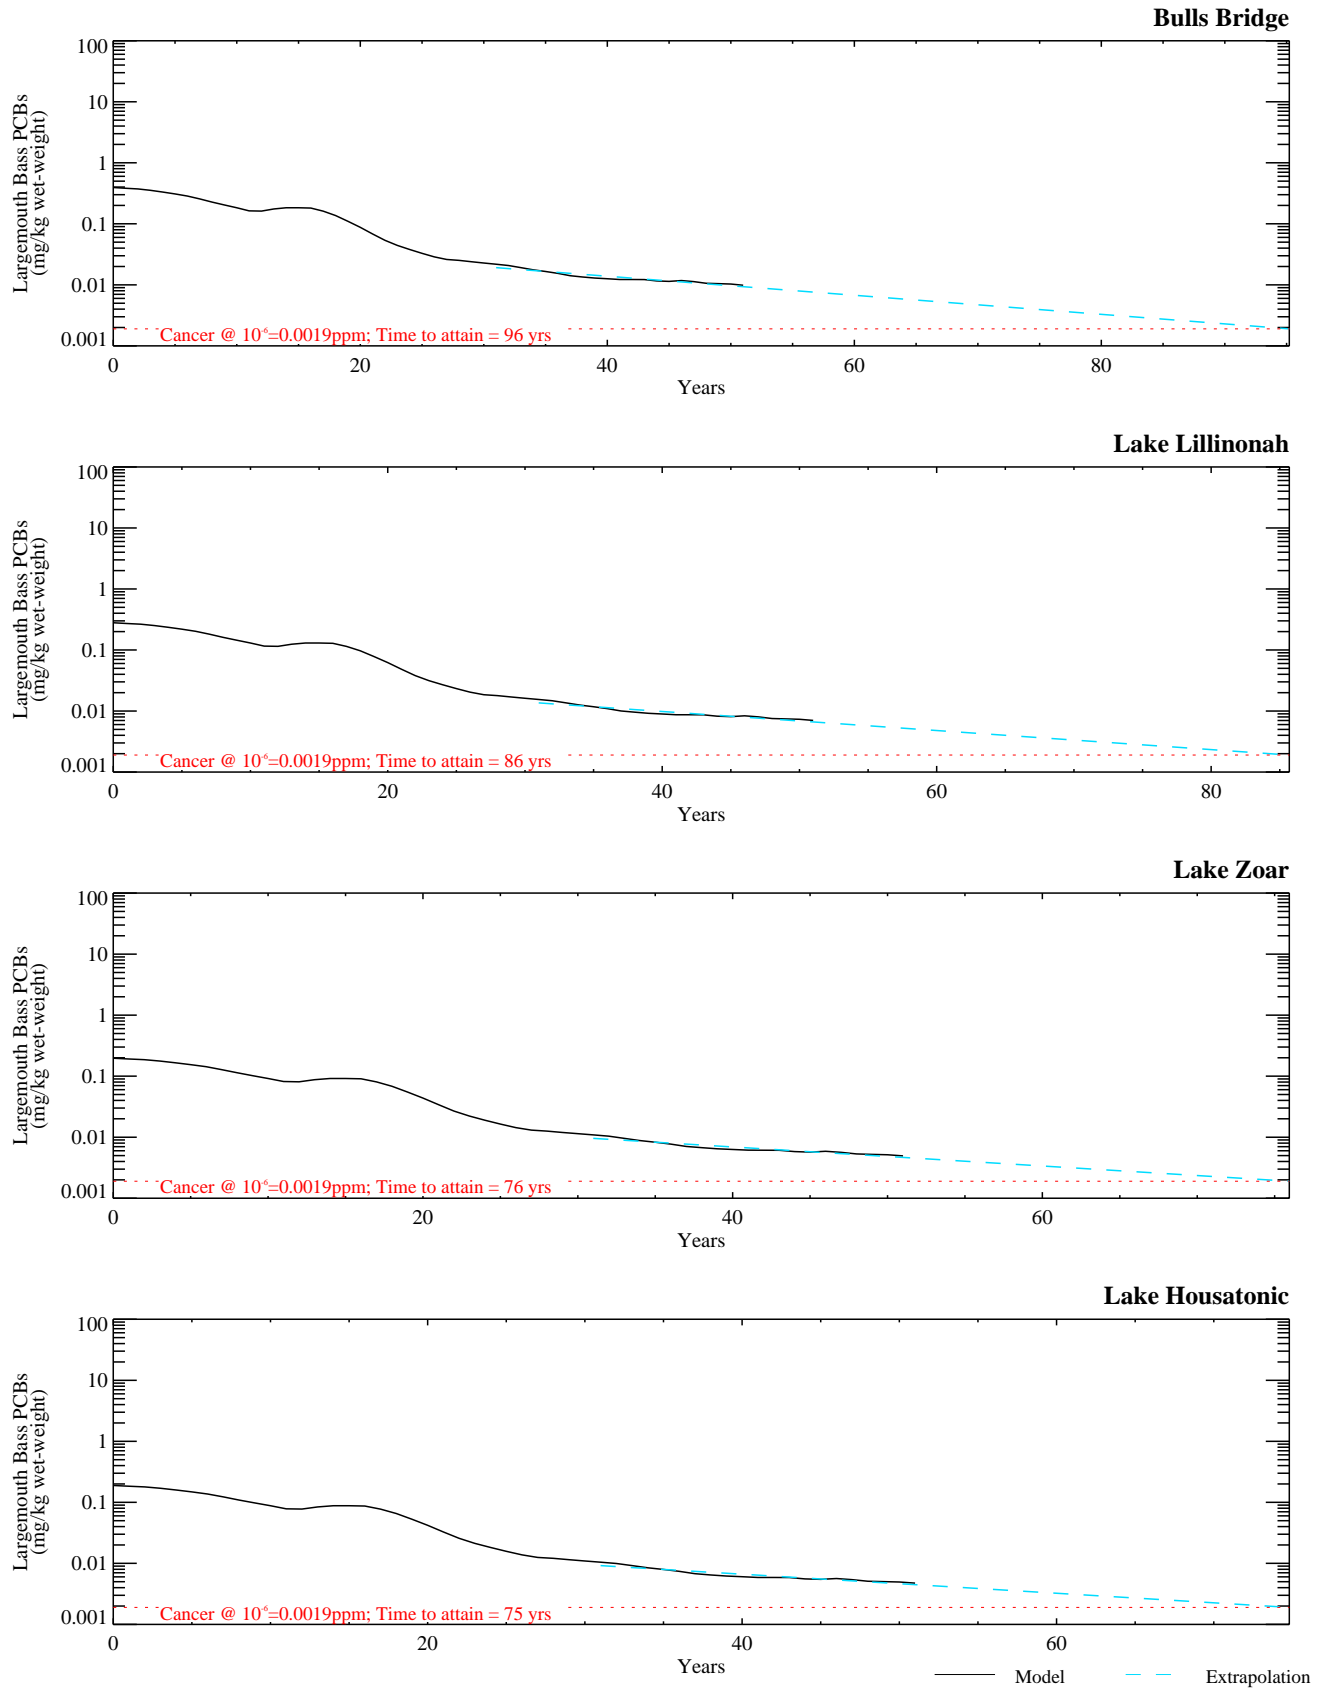 Bulls Bridge
Largemouth Bass PCBs
(mg/kg wet-weight)
100
10
1
0.1
0.01
0.001
Cancer @ 10⁻⁶=0.0019ppm; Time to attain = 96 yrs
0 20 40 60 80
Years
Lake Lillinonah
Largemouth Bass PCBs
(mg/kg wet-weight)
100
10
1
0.1
0.01
0.001
Cancer @ 10⁻⁶=0.0019ppm; Time to attain = 86 yrs
0 20 40 60 80
Years
Lake Zoar
Largemouth Bass PCBs
(mg/kg wet-weight)
100
10
1
0.1
0.01
0.001
Cancer @ 10⁻⁶=0.0019ppm; Time to attain = 76 yrs
0 20 40 60
Years
Lake Housatonic
Largemouth Bass PCBs
(mg/kg wet-weight)
100
10
1
0.1
0.01
0.001
Cancer @ 10⁻⁶=0.0019ppm; Time to attain = 75 yrs
0 20 40 60
Years
Model Extrapolation